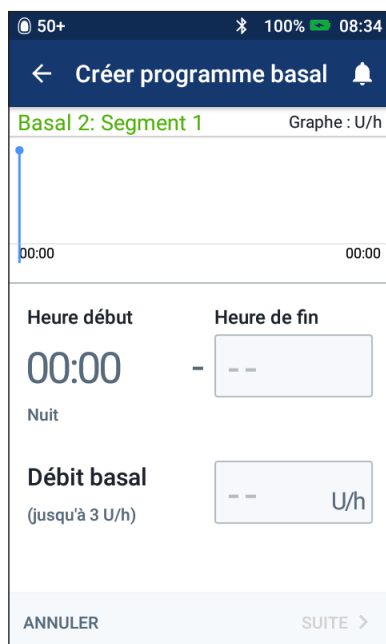 50+ 100% 08:34
Créer programme basal
Basal 2: Segment 1 Graphe : U/h
00:00 00:00
Heure début Heure de fin
00:00 - --
Nuit
Débit basal -- U/h
(jusqu'à 3 U/h)
ANNULER SUITE